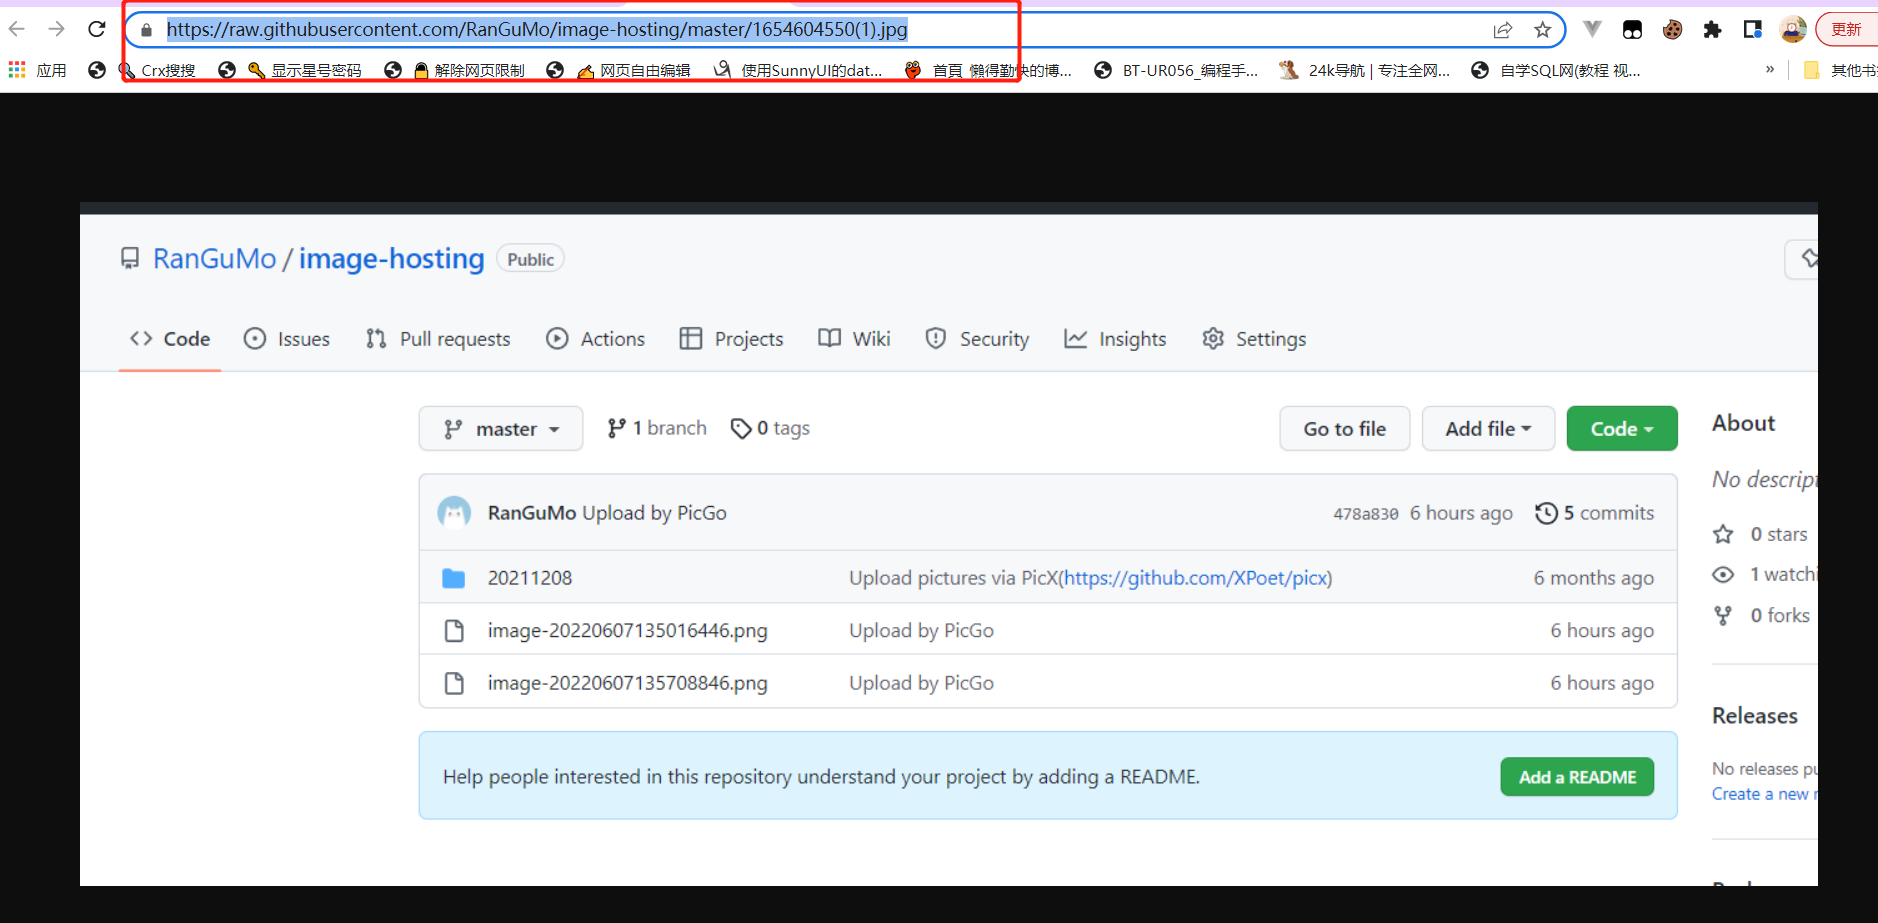 https://raw.githubusercontent.com/RanGuMo/image-hosting/master/1654604550(1).jpg
更新
应用
Crx搜搜
显示星号密码
解除网页限制
网页自由编辑
使用SunnyUI的dat...
首頁 懶得勤快的博...
BT-UR056_编程手...
24k导航 | 专注全网...
自学SQL网(教程 视...
»
其他书
RanGuMo / image-hosting
Public
Code
Issues
Pull requests
Actions
Projects
Wiki
Security
Insights
Settings
master
1 branch
0 tags
Go to file
Add file
Code
About
RanGuMo Upload by PicGo
478a830 6 hours ago
5 commits
No descript
0 stars
20211208
Upload pictures via PicX(https://github.com/XPoet/picx)
6 months ago
1 watchi
0 forks
image-20220607135016446.png
Upload by PicGo
6 hours ago
image-20220607135708846.png
Upload by PicGo
6 hours ago
Releases
Help people interested in this repository understand your project by adding a README.
Add a README
No releases pu
Create a new r